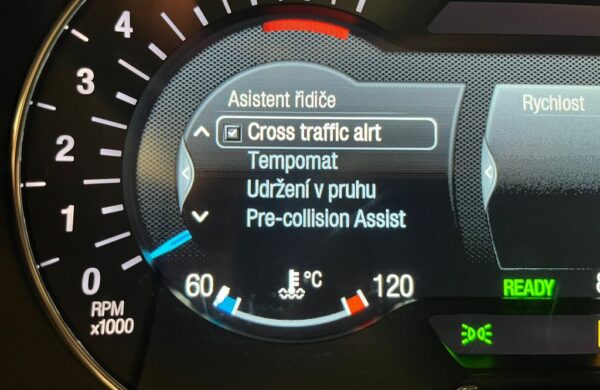 4
3
2
1
0
RPM
x1000
Asistent řidiče
Cross traffic alrt
Tempomat
Udržení v pruhu
Pre-collision Assist
60 °C 120
Rychlost
READY